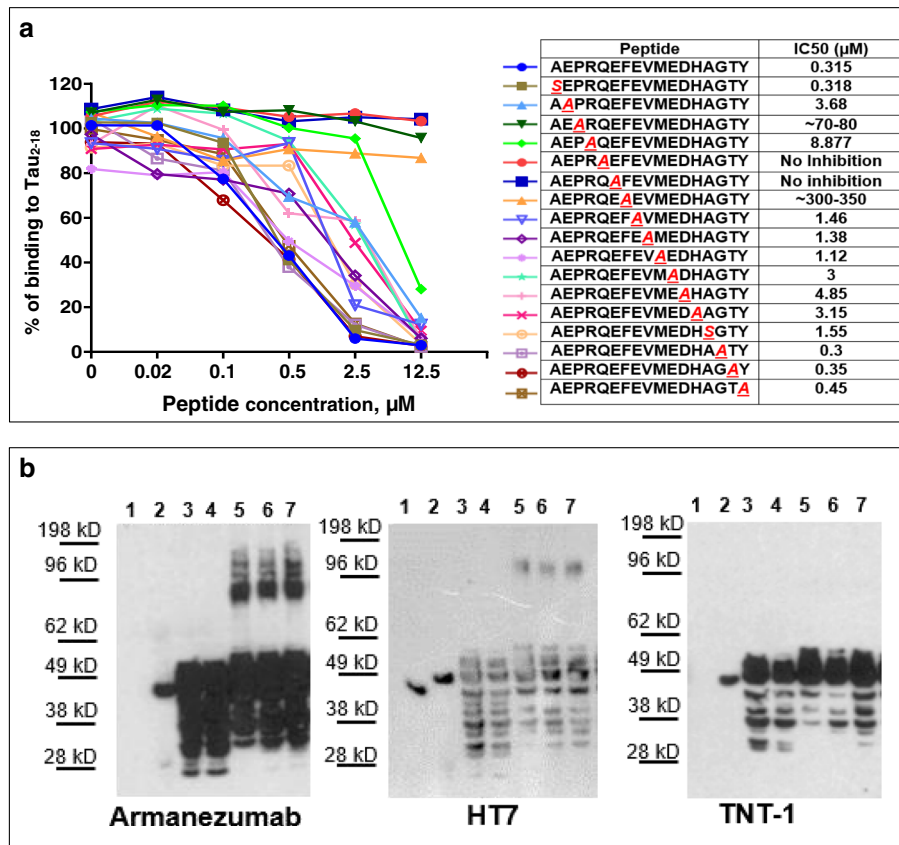 a
120
100
80
60
40
20
0
% of binding to Tau2-18
0 0.02 0.1 0.5 2.5 12.5
Peptide concentration, µM
Peptide IC50 (µM)
AEPRQEFEVMEDHAGTY 0.315
SEPRQEFEVMEDHAGTY 0.318
AAPRQEFEVMEDHAGTY 3.68
AEARQEFEVMEDHAGTY ~70-80
AEPAQEFEVMEDHAGTY 8.877
AEPRAEFEVMEDHAGTY No Inhibition
AEPRQAFEVMEDHAGTY No inhibition
AEPRQEAEVMEDHAGTY ~300-350
AEPRQEFAVMEDHAGTY 1.46
AEPRQEFEAMEDHAGTY 1.38
AEPRQEFEVAEDHAGTY 1.12
AEPRQEFEVMADHAGTY 3
AEPRQEFEVMEAHAGTY 4.85
AEPRQEFEVMEDAAGTY 3.15
AEPRQEFEVMEDHSGTY 1.55
AEPRQEFEVMEDHAATY 0.3
AEPRQEFEVMEDHAGAY 0.35
AEPRQEFEVMEDHAGTA 0.45
b
1 2 3 4 5 6 7
198 kD
96 kD
62 kD
49 kD
38 kD
28 kD
Armanezumab
1 2 3 4 5 6 7
198 kD
96 kD
62 kD
49 kD
38 kD
28 kD
HT7
1 2 3 4 5 6 7
198 kD
96 kD
62 kD
49 kD
38 kD
28 kD
TNT-1